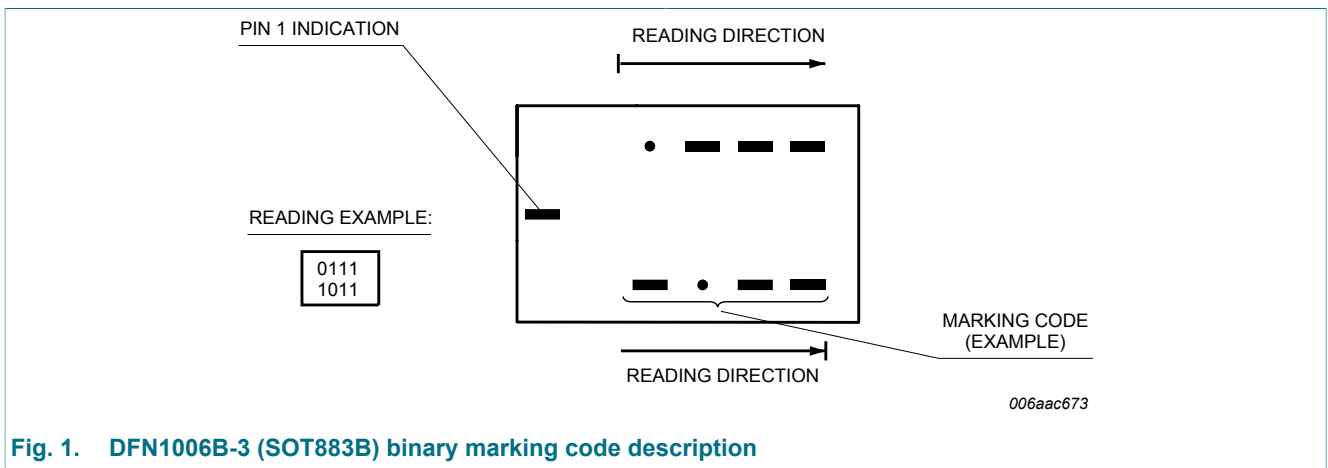 PIN 1 INDICATION
READING DIRECTION
READING EXAMPLE:
0111
1011
MARKING CODE
(EXAMPLE)
READING DIRECTION
006aac673
Fig. 1. DFN1006B-3 (SOT883B) binary marking code description